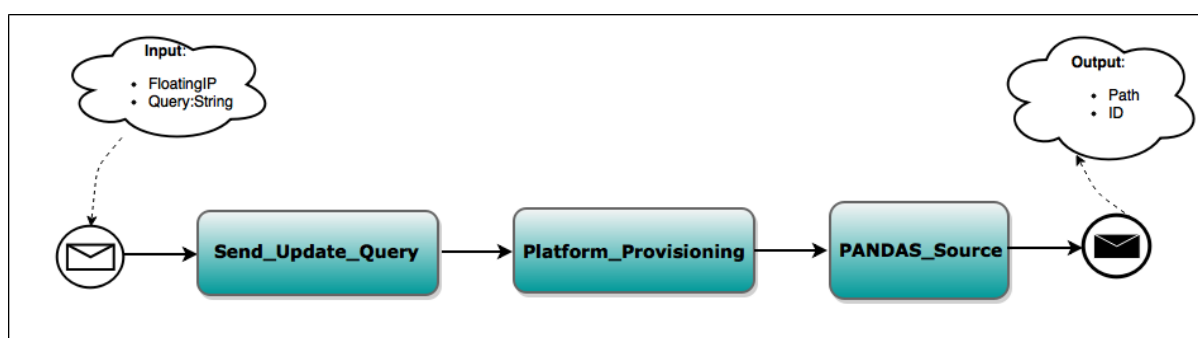 Input:
• FloatingIP
• Query:String
Output:
• Path
• ID
Send_Update_Query
Platform_Provisioning
PANDAS_Source